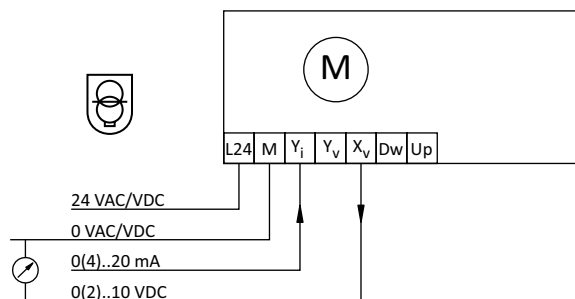 M
L24 M Yi Yv Xv Dw Up
24 VAC/VDC
0 VAC/VDC
0(4)..20 mA
0(2)..10 VDC